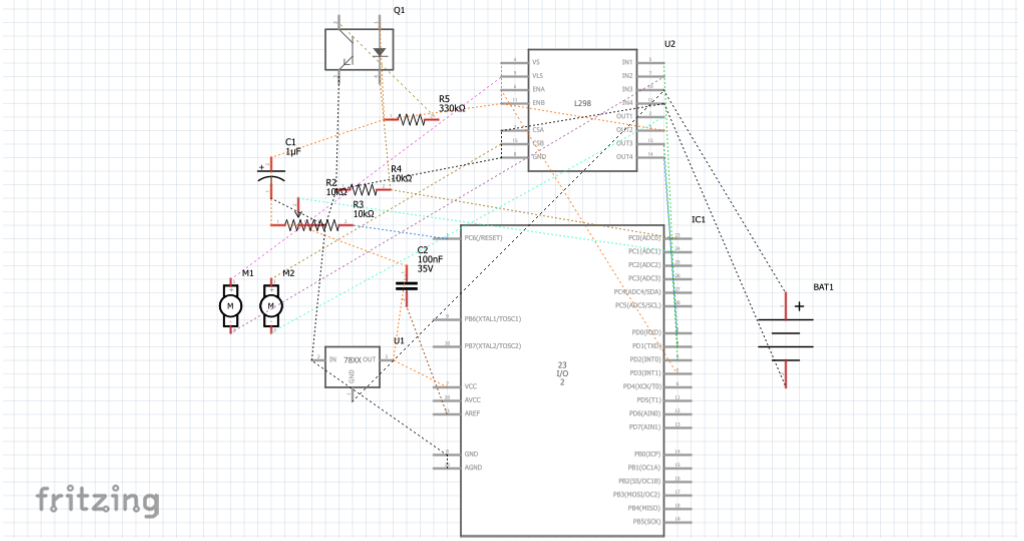 Q1
U2
VS
VLS
ENA
ENB
CSA
CSB
GND
L298
IN1
IN2
IN3
IN4
OUT1
OUT2
OUT3
OUT4
R5
330kΩ
C1
1µF
+
R4
10kΩ
R2
10kΩ
R3
10kΩ
IC1
PC6(/RESET)
PC0(ADC0)
PC1(ADC1)
PC2(ADC2)
PC3(ADC3)
PC4(ADC4/SDA)
PC5(ADC5/SCL)
C2
100nF
35V
M1
M2
M
M
BAT1
+
PB6(XTAL1/TOSC1)
PB7(XTAL2/TOSC2)
PD0(RXD)
PD1(TXD)
PD2(INT0)
PD3(INT1)
PD4(XCK/T0)
PD5(T1)
PD6(AIN0)
PD7(AIN1)
U1
IN
78XX
OUT
GND
23
I/O
2
VCC
AVCC
AREF
GND
AGND
PB0(ICP)
PB1(OC1A)
PB2(SS/OC1B)
PB3(MOSI/OC2)
PB4(MISO)
PB5(SCK)
fritzing